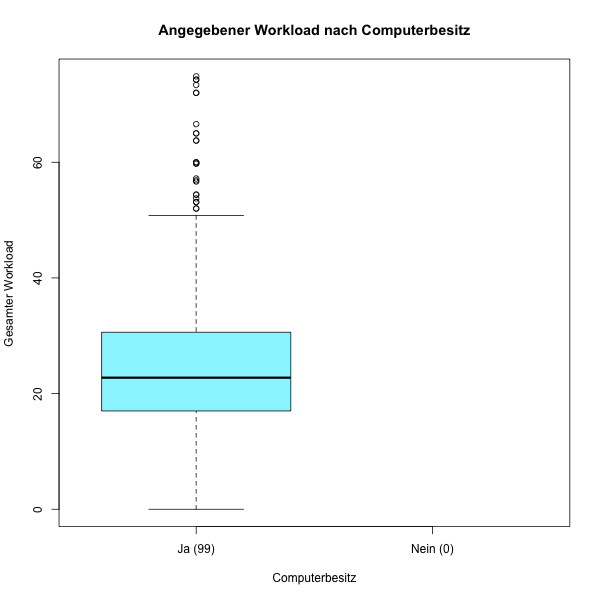 Angegebener Workload nach Computerbesitz
Gesamter Workload
60
40
20
0
Ja (99)
Nein (0)
Computerbesitz